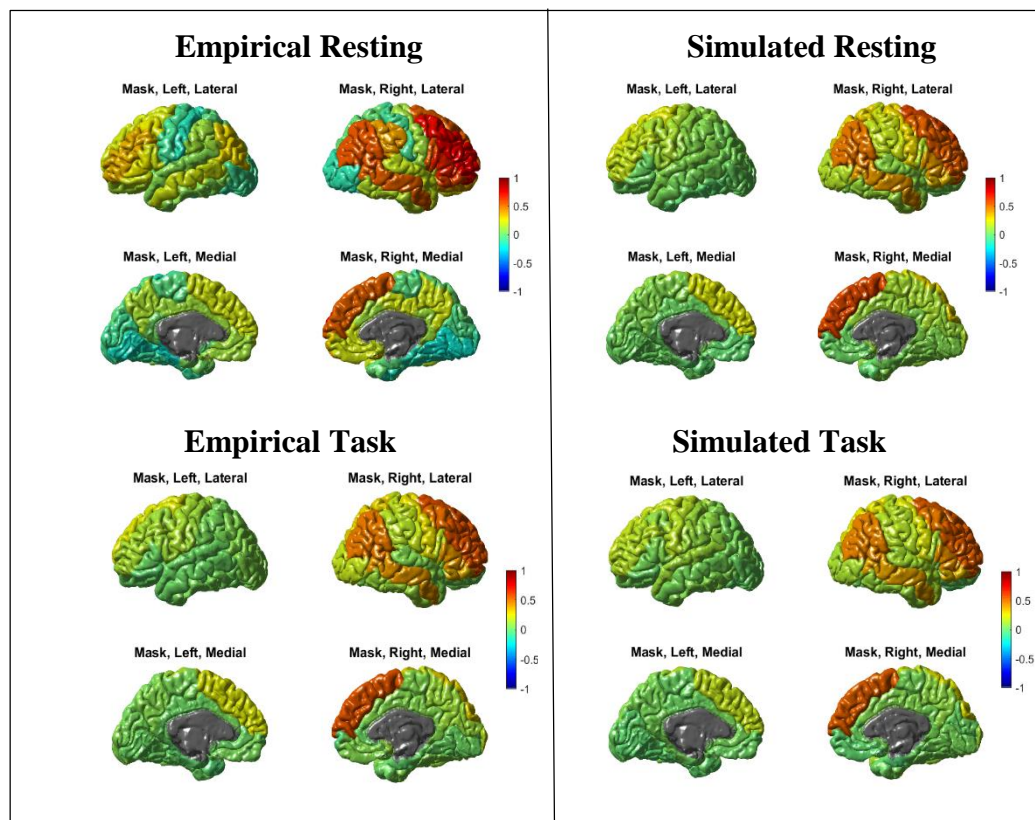 Empirical Resting
Mask, Left, Lateral
Mask, Right, Lateral
1
0.5
0
-0.5
-1
Mask, Left, Medial
Mask, Right, Medial
Simulated Resting
Mask, Left, Lateral
Mask, Right, Lateral
1
0.5
0
-0.5
-1
Mask, Left, Medial
Mask, Right, Medial
Empirical Task
Mask, Left, Lateral
Mask, Right, Lateral
1
0.5
0
-0.5
-1
Mask, Left, Medial
Mask, Right, Medial
Simulated Task
Mask, Left, Lateral
Mask, Right, Lateral
1
0.5
0
-0.5
-1
Mask, Left, Medial
Mask, Right, Medial